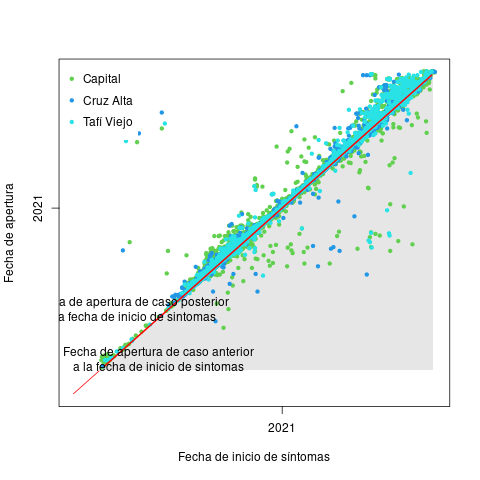 Capital
Cruz Alta
Tafí Viejo
2021
Fecha de apertura
a de apertura de caso posterior
a fecha de inicio de síntomas
Fecha de apertura de caso anterior
a la fecha de inicio de síntomas
2021
Fecha de inicio de síntomas